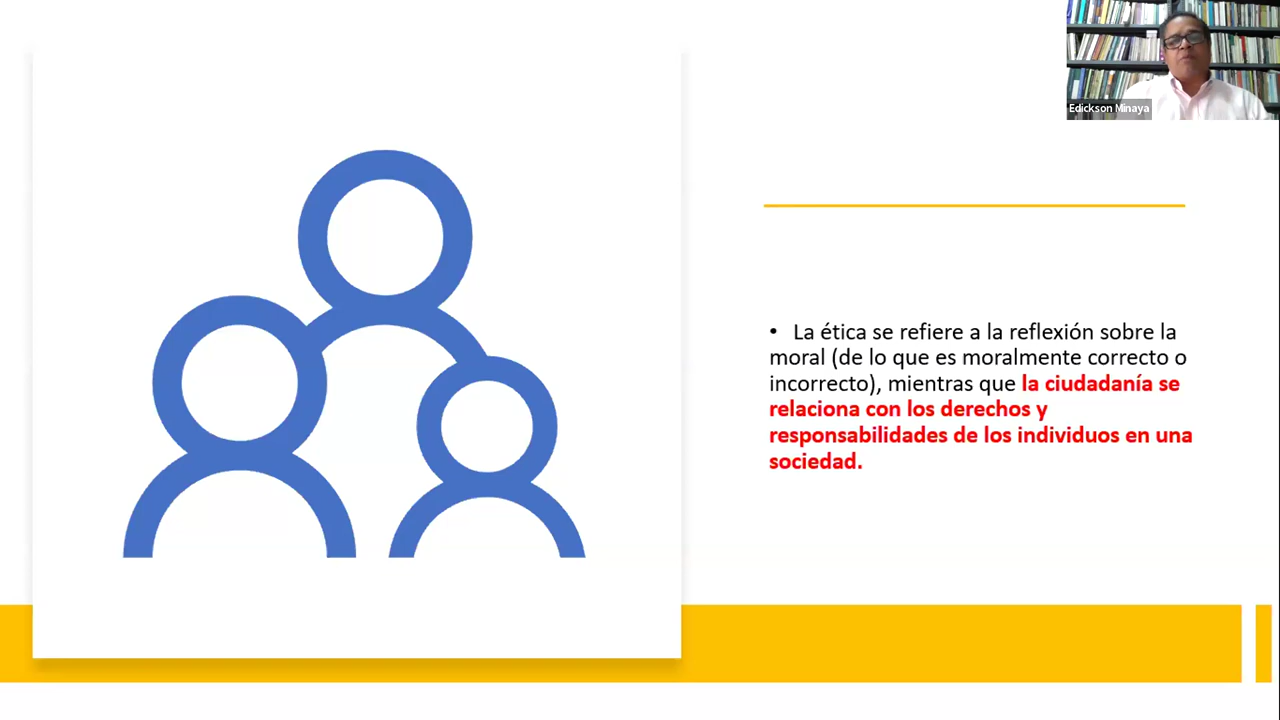 Edickson Minaya
• La ética se refiere a la reflexión sobre la
moral (de lo que es moralmente correcto o
incorrecto), mientras que la ciudadanía se
relaciona con los derechos y
responsabilidades de los individuos en una
sociedad.